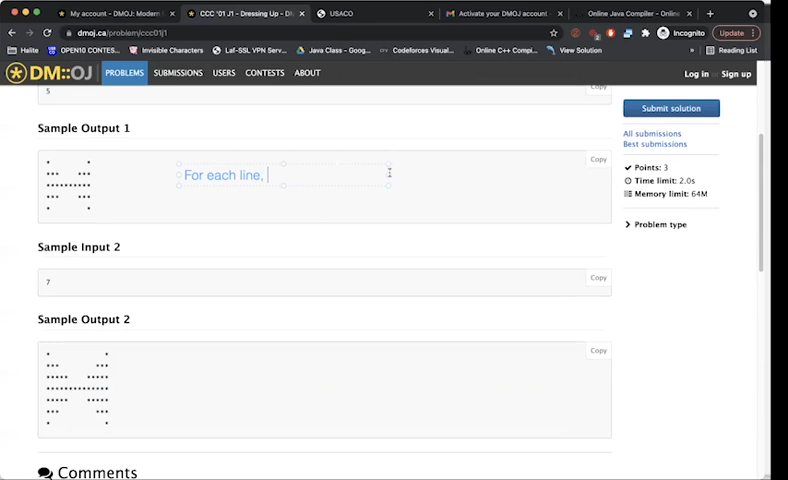 My account - DMOJ: Modern
CCC '01 J1 - Dressing Up - D
USACO
Activate your DMOJ account
Online Java Compiler - Online
dmoj.ca/problem/ccc01j1
Incognito
Update
Halite
OPEN10 CONTES...
Invisible Characters
Laf-SSL VPN Serv...
Java Class - Goog...
Codeforces Visual...
Online C++ Compi...
View Solution
»
Reading List
DM::OJ
PROBLEMS
SUBMISSIONS
USERS
CONTESTS
ABOUT
Log in or Sign up
5
Copy
Sample Output 1
*        *
***    ***
**********
***    ***
*        *
Copy
For each line,
Sample Input 2
7
Copy
Sample Output 2
*            *
***        ***
*****    *****
**************
*****    *****
***        ***
*            *
Copy
Comments
Submit solution
All submissions
Best submissions
Points: 3
Time limit: 2.0s
Memory limit: 64M
Problem type